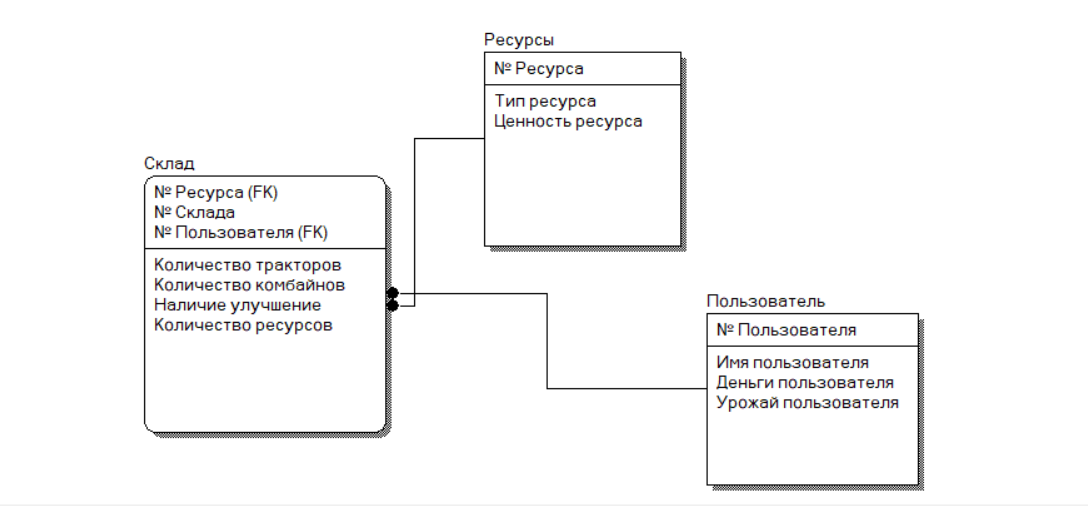 Ресурсы
№ Ресурса
Тип ресурса
Ценность ресурса
Склад
№ Ресурса (FK)
№ Склада
№ Пользователя (FK)
Количество тракторов
Количество комбайнов
Наличие улучшение
Количество ресурсов
Пользователь
№ Пользователя
Имя пользователя
Деньги пользователя
Урожай пользователя